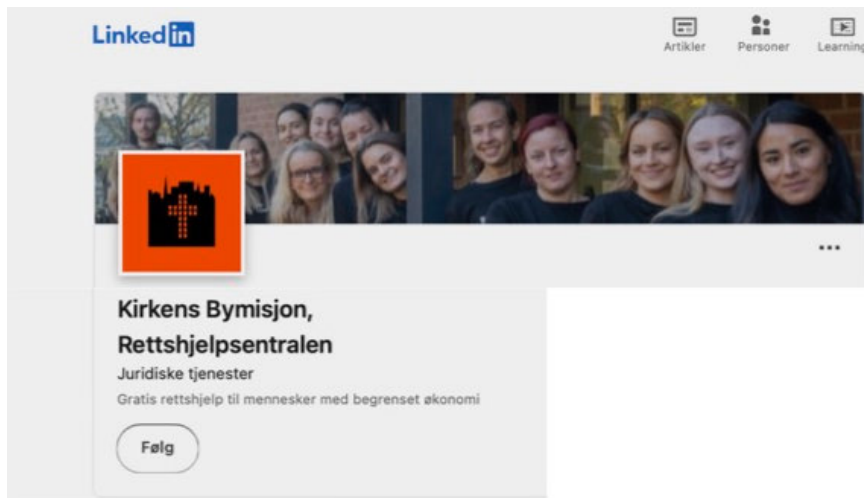 Linked in
Artikler
Personer
Learning
Kirkens Bymisjon,
Rettshjelpsentralen
Juridiske tjenester
Gratis rettshjelp til mennesker med begrenset økonomi
Følg